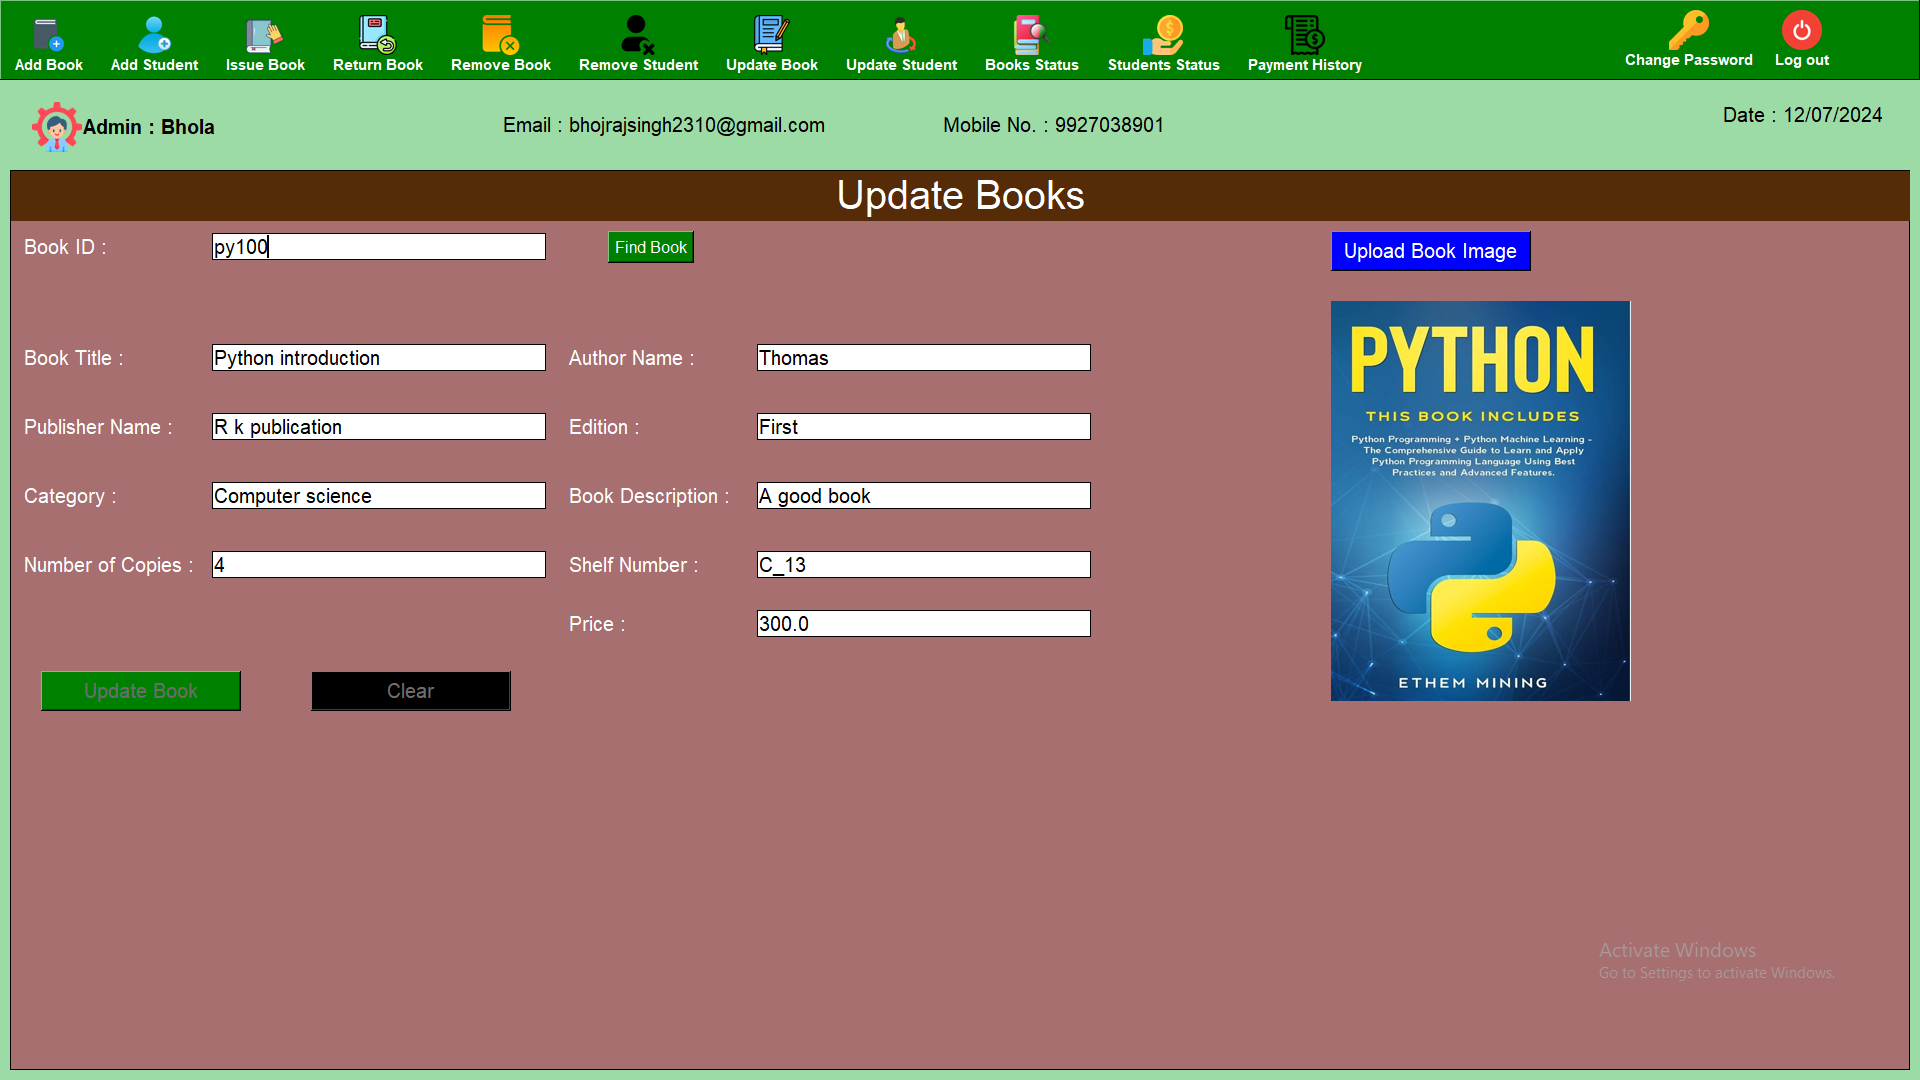 Add Book Add Student Issue Book Return Book Remove Book Remove Student Update Book Update Student Books Status Students Status Payment History Change Password Log out
Admin : Bhola Email : bhojrajsingh2310@gmail.com Mobile No. : 9927038901 Date : 12/07/2024
Update Books
Book ID : py100 Find Book Upload Book Image
Book Title : Python introduction Author Name : Thomas
Publisher Name : R k publication Edition : First
Category : Computer science Book Description : A good book
Number of Copies : 4 Shelf Number : C_13
Price : 300.0
Update Book Clear
PYTHON
THIS BOOK INCLUDES
Python Programming + Python Machine Learning -
The Comprehensive Guide to Learn and Apply
Python Programming Language Using Best
Practices and Advanced Features.
ETHEM MINING
Activate Windows
Go to Settings to activate Windows.